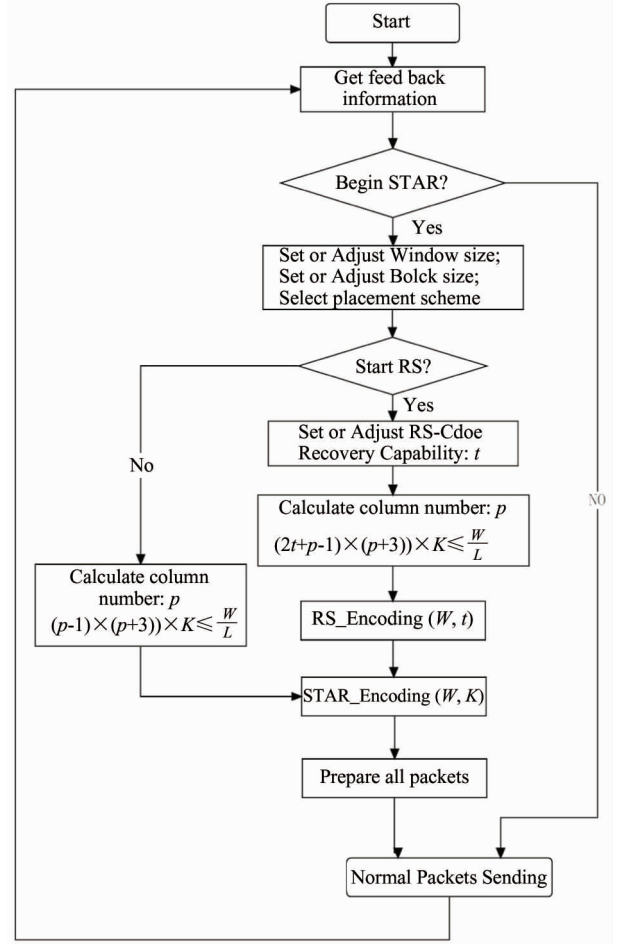 Start
Get feed back
information
Begin STAR?
Yes
Set or Adjust Window size;
Set or Adjust Bolck size;
Select placement scheme
Start RS?
Yes
No
Set or Adjust RS-Cdoe
Recovery Capability: t
NO
Calculate column number: p
(2t+p-1)×(p+3))×K≤W/L
Calculate column
number: p
(p-1)×(p+3))×K≤W/L
RS_Encoding (W, t)
STAR_Encoding (W, K)
Prepare all packets
Normal Packets Sending